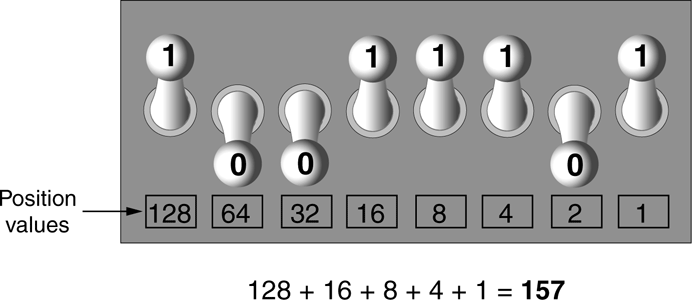 1 1 1 1 1
0 0 0
Position
values
128 64 32 16 8 4 2 1
128 + 16 + 8 + 4 + 1 = 157